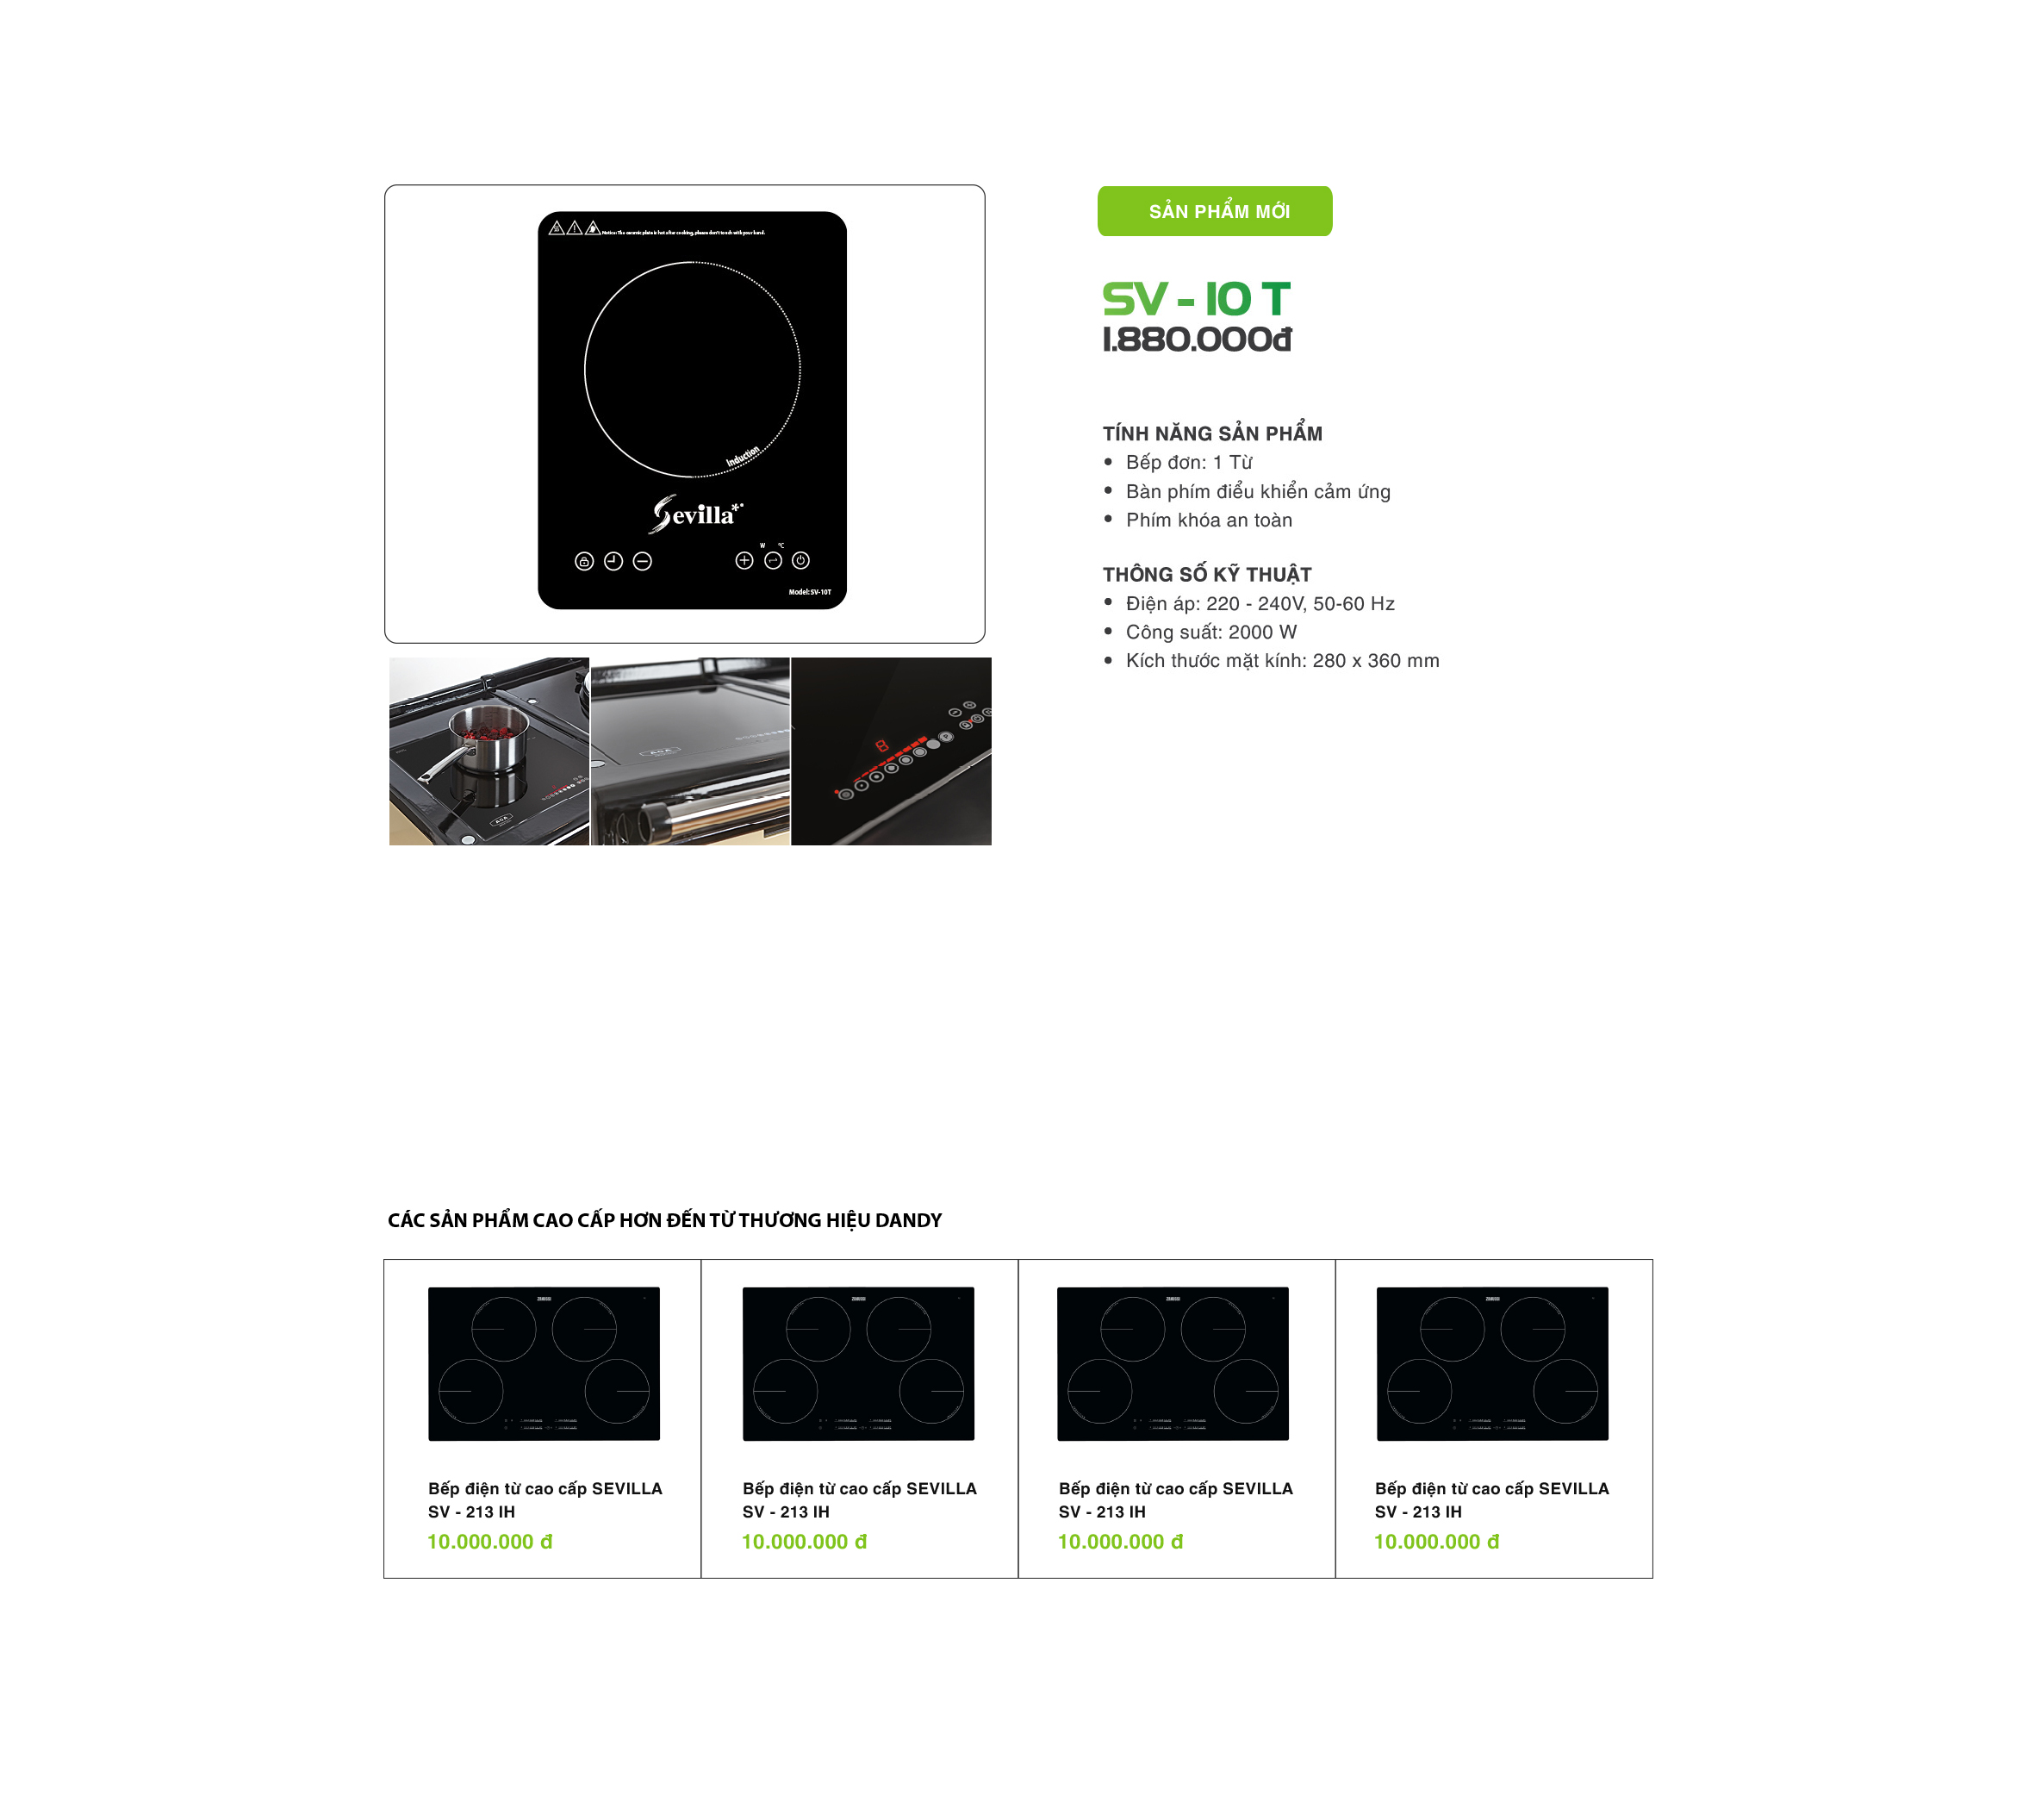 Notice: The ceramic plate is hot after cooking, please don't touch with your hand.
Induction
Sevilla
W °C
Model: SV-10T
SẢN PHẨM MỚI
SV - 10 T
1.880.000đ
TÍNH NĂNG SẢN PHẨM
Bếp đơn: 1 Từ
Bàn phím điểu khiển cảm ứng
Phím khóa an toàn
THÔNG SỐ KỸ THUẬT
Điện áp: 220 - 240V, 50-60 Hz
Công suất: 2000 W
Kích thước mặt kính: 280 x 360 mm
AGA
AGA
8
CÁC SẢN PHẨM CAO CẤP HƠN ĐẾN TỪ THƯƠNG HIỆU DANDY
Bếp điện từ cao cấp SEVILLA
SV - 213 IH
10.000.000 đ
Bếp điện từ cao cấp SEVILLA
SV - 213 IH
10.000.000 đ
Bếp điện từ cao cấp SEVILLA
SV - 213 IH
10.000.000 đ
Bếp điện từ cao cấp SEVILLA
SV - 213 IH
10.000.000 đ